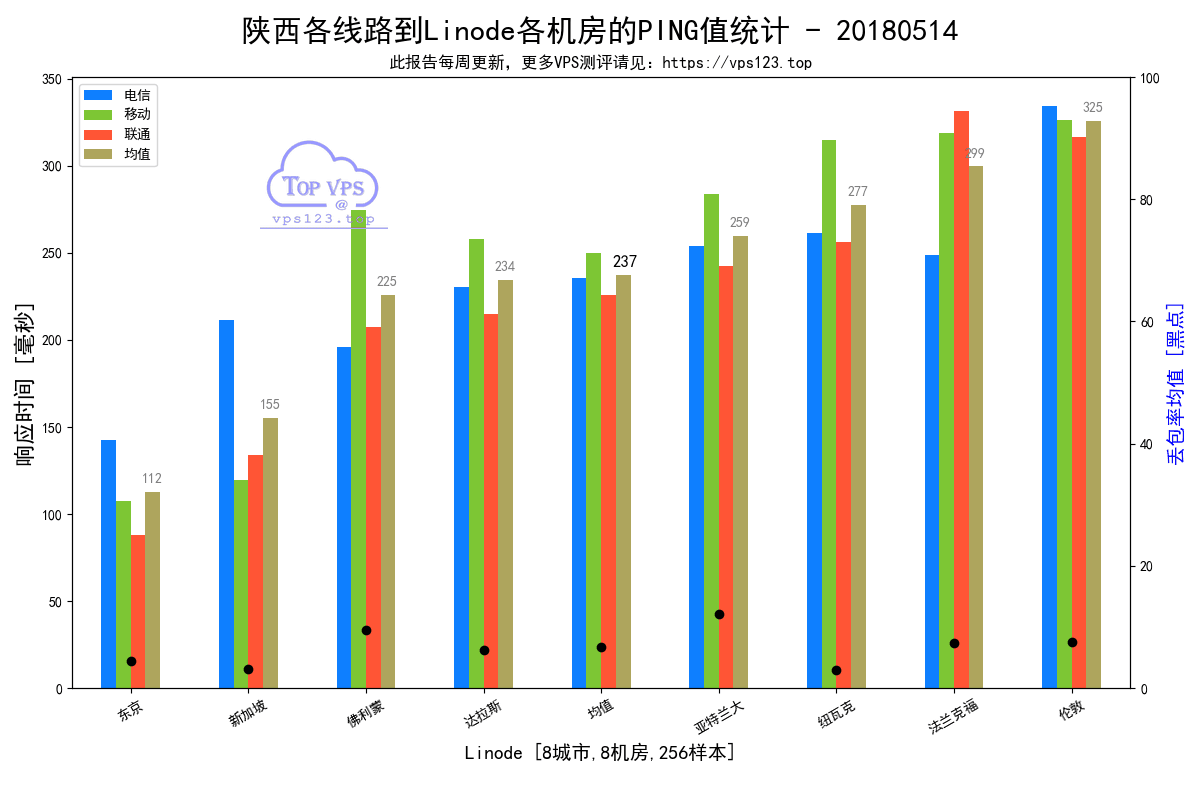 陕西各线路到Linode各机房的PING值统计 - 20180514
此报告每周更新，更多VPS测评请见：https://vps123.top
电信
移动
联通
均值
TOP VPS
@
vps123.top
响应时间 [毫秒]
350
300
250
200
150
100
50
0
112
155
225
234
237
259
277
299
325
100
80
60
40
20
0
丢包率均值 [黑点]
东京
新加坡
佛利蒙
达拉斯
均值
亚特兰大
纽瓦克
法兰克福
伦敦
Linode [8城市,8机房,256样本]